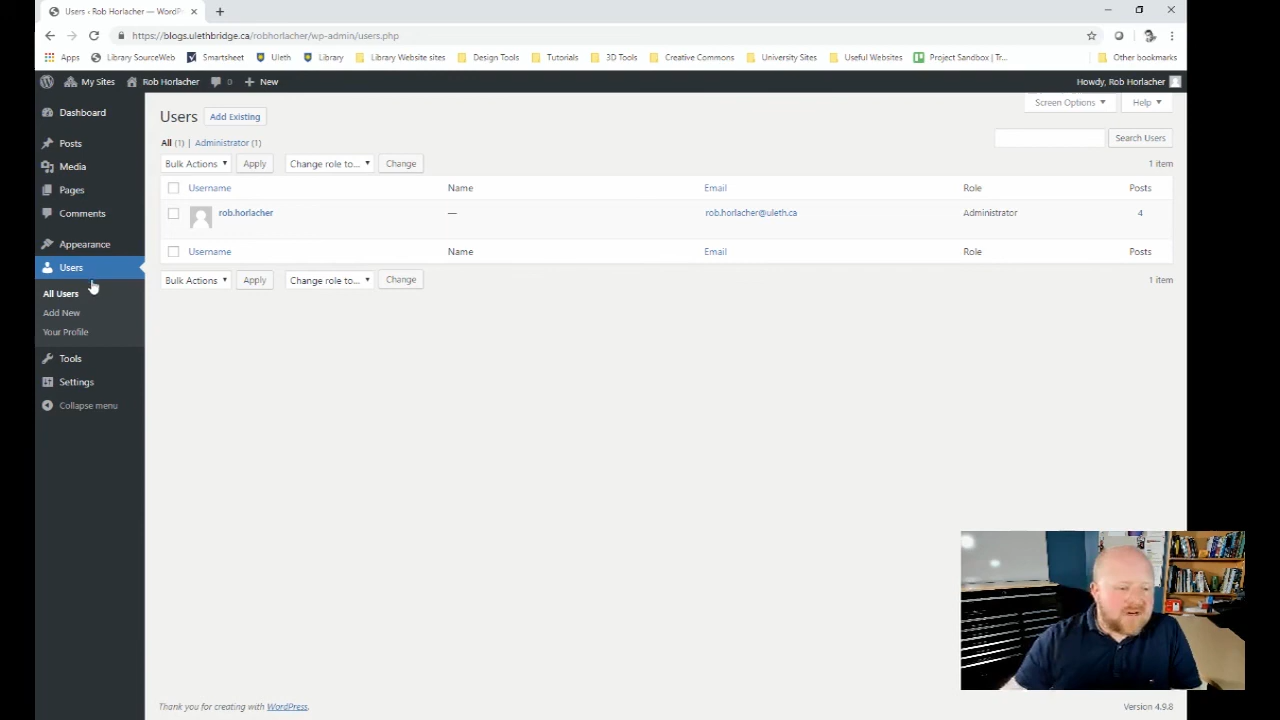 Users ‹ Rob Horlacher — WordPr
https://blogs.ulethbridge.ca/robhorlacher/wp-admin/users.php
Apps Library SourceWeb Smartsheet Uleth Library Library Website sites Design Tools Tutorials 3D Tools Creative Commons University Sites Useful Websites Project Sandbox | Tr... Other bookmarks
My Sites Rob Horlacher 0 New Howdy, Rob Horlacher
Dashboard
Posts
Media
Pages
Comments
Appearance
Users
All Users
Add New
Your Profile
Tools
Settings
Collapse menu
Screen Options Help
Users Add Existing
All (1) | Administrator (1)
Search Users
Bulk Actions Apply Change role to... Change 1 item
Username Name Email Role Posts
rob.horlacher — rob.horlacher@uleth.ca Administrator 4
Username Name Email Role Posts
Bulk Actions Apply Change role to... Change 1 item
Thank you for creating with WordPress. Version 4.9.8